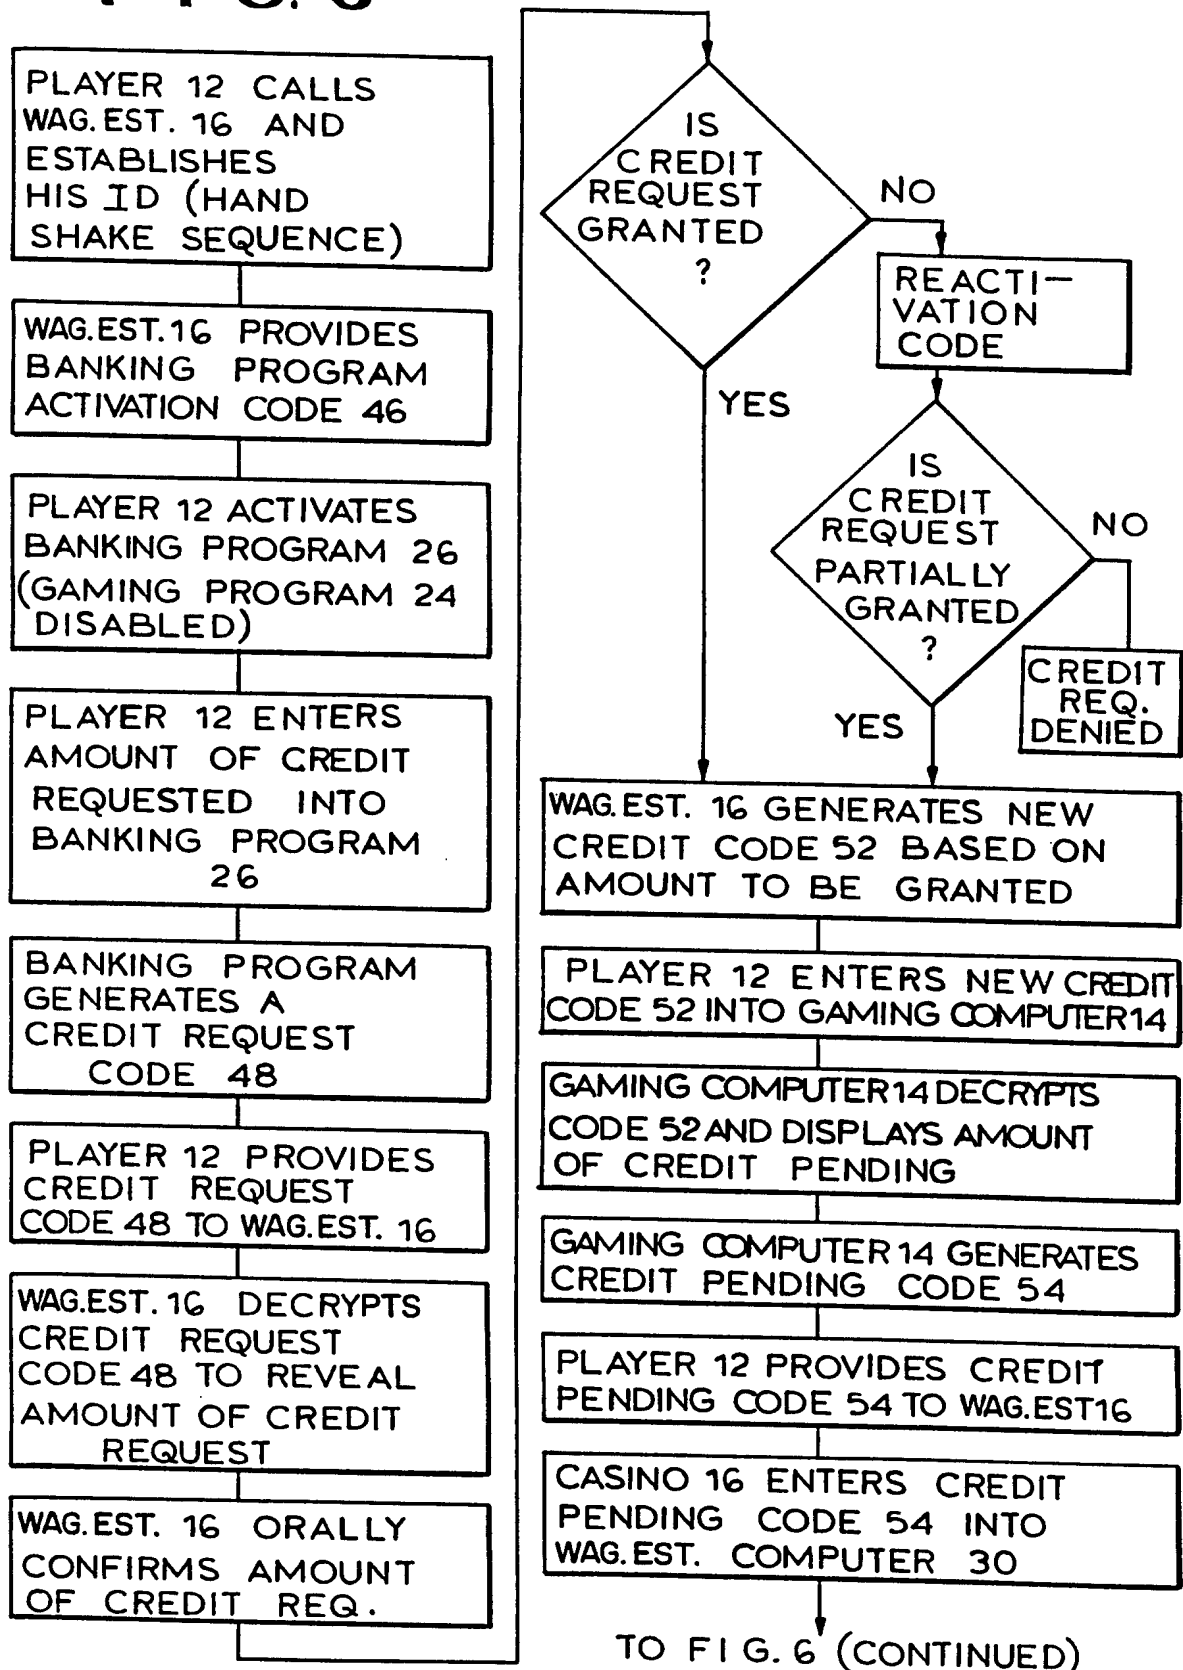 FIG. 6
PLAYER 12 CALLS
WAG. EST. 16 AND
ESTABLISHES
HIS ID (HAND
SHAKE SEQUENCE)
WAG.EST.16 PROVIDES
BANKING PROGRAM
ACTIVATION CODE 46
PLAYER 12 ACTIVATES
BANKING PROGRAM 26
(GAMING PROGRAM 24
DISABLED)
PLAYER 12 ENTERS
AMOUNT OF CREDIT
REQUESTED INTO
BANKING PROGRAM
26
BANKING PROGRAM
GENERATES A
CREDIT REQUEST
CODE 48
PLAYER 12 PROVIDES
CREDIT REQUEST
CODE 48 TO WAG.EST. 16
WAG.EST. 16 DECRYPTS
CREDIT REQUEST
CODE 48 TO REVEAL
AMOUNT OF CREDIT
REQUEST
WAG. EST. 16 ORALLY
CONFIRMS AMOUNT
OF CREDIT REQ.
IS
CREDIT
REQUEST
GRANTED
?
NO
YES
REACTI-
VATION
CODE
IS
CREDIT
REQUEST
PARTIALLY
GRANTED
?
NO
YES
CREDIT
REQ.
DENIED
WAG. EST. 16 GENERATES NEW
CREDIT CODE 52 BASED ON
AMOUNT TO BE GRANTED
PLAYER 12 ENTERS NEW CREDIT
CODE 52 INTO GAMING COMPUTER 14
GAMING COMPUTER 14 DECRYPTS
CODE 52 AND DISPLAYS AMOUNT
OF CREDIT PENDING
GAMING COMPUTER 14 GENERATES
CREDIT PENDING CODE 54
PLAYER 12 PROVIDES CREDIT
PENDING CODE 54 TO WAG.EST16
CASINO 16 ENTERS CREDIT
PENDING CODE 54 INTO
WAG. EST. COMPUTER 30
TO FIG. 6 (CONTINUED)